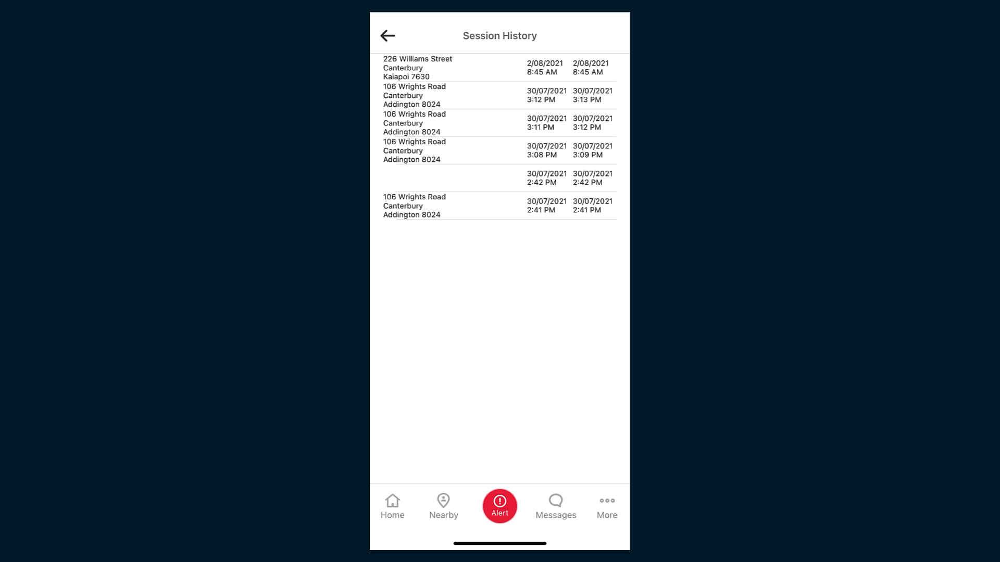 Session History
226 Williams Street
Canterbury
Kaiapoi 7630
2/08/2021 2/08/2021
8:45 AM 8:45 AM
106 Wrights Road
Canterbury
Addington 8024
30/07/2021 30/07/2021
3:12 PM 3:13 PM
106 Wrights Road
Canterbury
Addington 8024
30/07/2021 30/07/2021
3:11 PM 3:12 PM
106 Wrights Road
Canterbury
Addington 8024
30/07/2021 30/07/2021
3:08 PM 3:09 PM
30/07/2021 30/07/2021
2:42 PM 2:42 PM
106 Wrights Road
Canterbury
Addington 8024
30/07/2021 30/07/2021
2:41 PM 2:41 PM
Home Nearby Alert Messages More